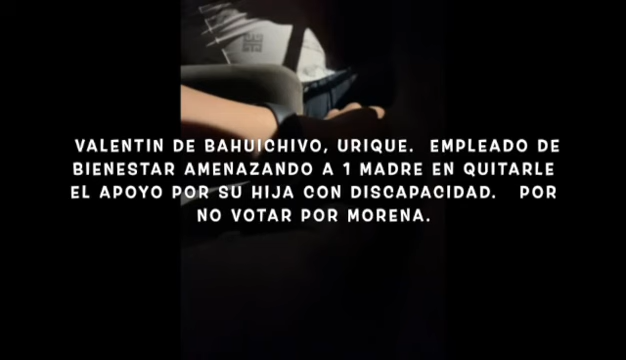 VALENTIN DE BAHUICHIVO, URIQUE. EMPLEADO DE
BIENESTAR AMENAZANDO A 1 MADRE EN QUITARLE
EL APOYO POR SU HIJA CON DISCAPACIDAD. POR
NO VOTAR POR MORENA.